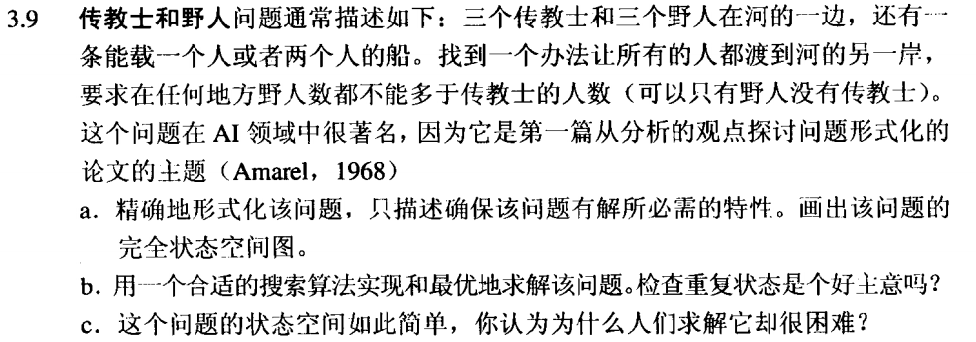 3.9 传教士和野人问题通常描述如下：三个传教士和三个野人在河的一边，还有一
条能载一个人或者两个人的船。找到一个办法让所有的人都渡到河的另一岸，
要求在任何地方野人数都不能多于传教士的人数（可以只有野人没有传教士）。
这个问题在 AI 领域中很著名，因为它是第一篇从分析的观点探讨问题形式化的
论文的主题（Amarel，1968）
a．精确地形式化该问题，只描述确保该问题有解所必需的特性。画出该问题的
完全状态空间图。
b．用一个合适的搜索算法实现和最优地求解该问题。检查重复状态是个好主意吗？
c．这个问题的状态空间如此简单，你认为为什么人们求解它却很困难？